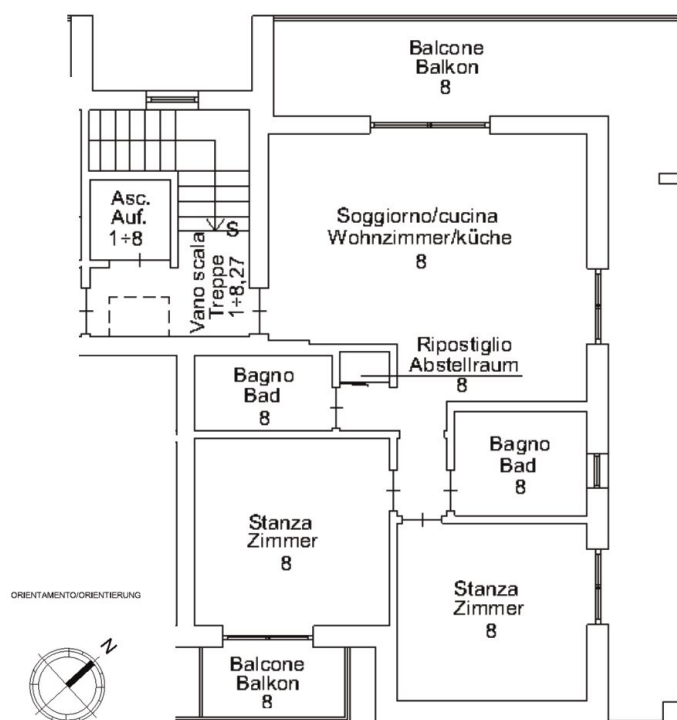 Balcone
Balkon
8
Asc.
Auf.
1÷8
S
Vano scala
Treppe
1÷8,27
Soggiorno/cucina
Wohnzimmer/küche
8
Ripostiglio
Abstellraum
8
Bagno
Bad
8
Bagno
Bad
8
Stanza
Zimmer
8
Stanza
Zimmer
8
ORIENTAMENTO/ORIENTIERUNG
N
Balcone
Balkon
8